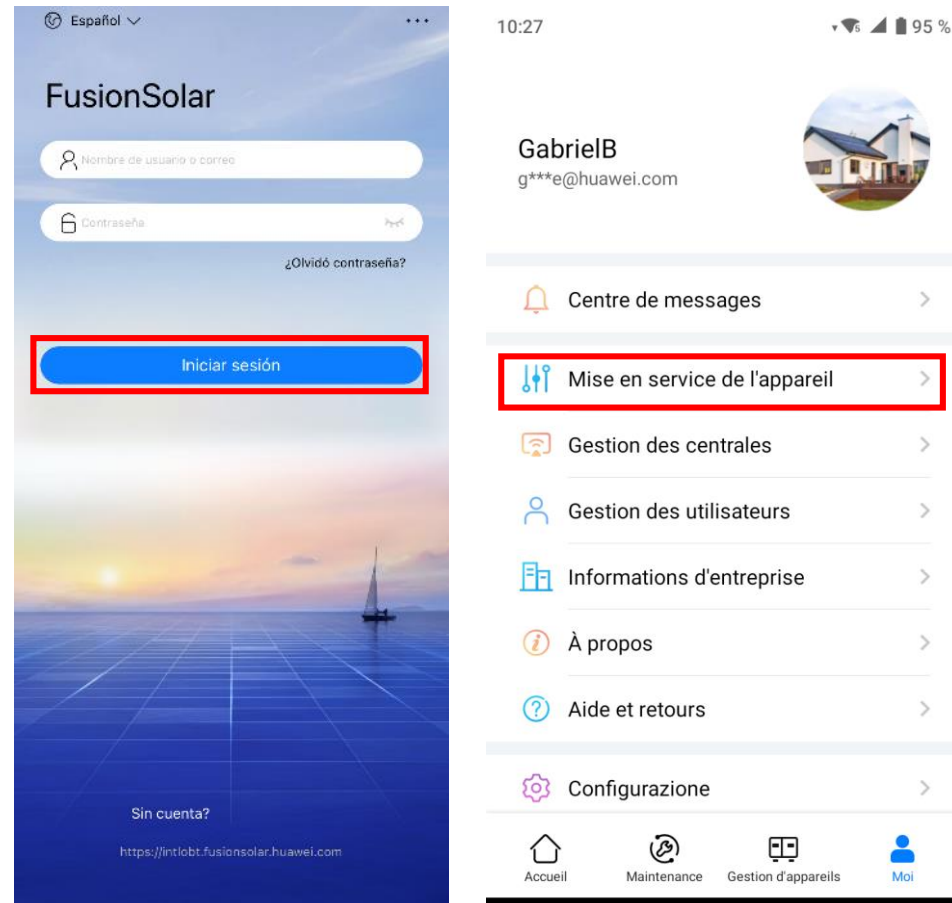 Español
FusionSolar
Nombre de usuario o correo
Contraseña
¿Olvidó contraseña?
Iniciar sesión
Sin cuenta?
https://intlobt.fusionsolar.huawei.com
10:27
5
95 %
GabrielB
g***e@huawei.com
Centre de messages
Mise en service de l'appareil
Gestion des centrales
Gestion des utilisateurs
Informations d'entreprise
À propos
Aide et retours
Configurazione
Accueil
Maintenance
Gestion d'appareils
Moi